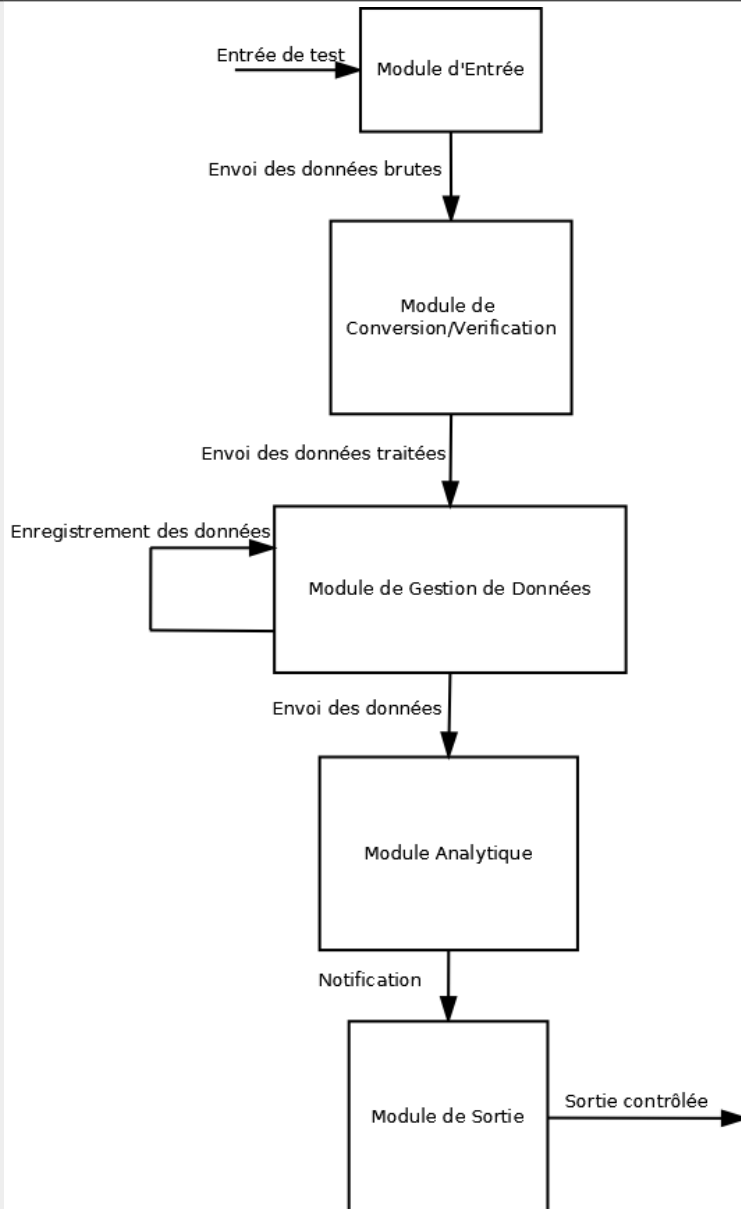 Entrée de test
Module d'Entrée
Envoi des données brutes
Module de
Conversion/Verification
Envoi des données traitées
Enregistrement des données
Module de Gestion de Données
Envoi des données
Module Analytique
Notification
Sortie contrôlée
Module de Sortie